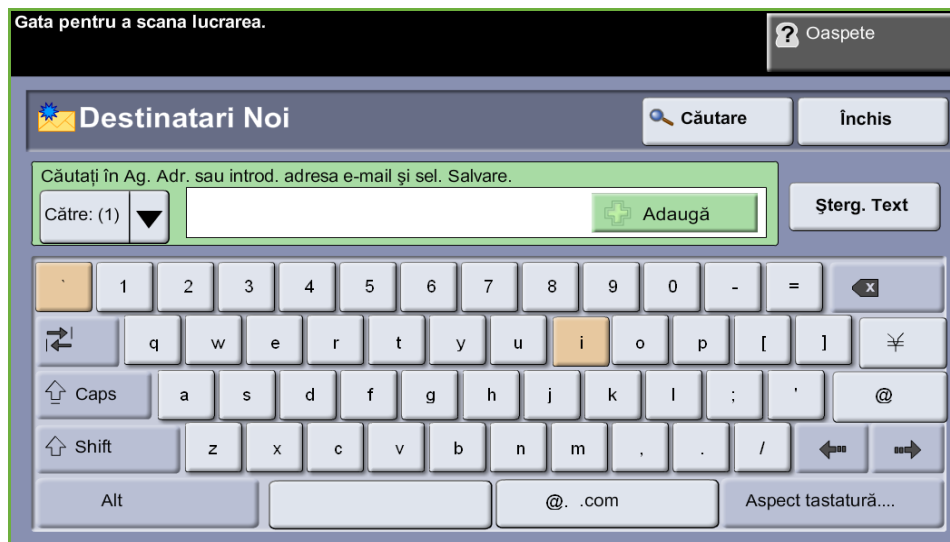 Gata pentru a scana lucrarea.
? Oaspete
Destinatari Noi
Căutare
Închis
Căutați în Ag. Adr. sau introd. adresa e-mail şi sel. Salvare.
Către: (1)
Adaugă
Şterg. Text
` 1 2 3 4 5 6 7 8 9 0 - = x
q w e r t y u i o p [ ] ¥
Caps a s d f g h j k l ; ' @
Shift z x c v b n m , . /
Alt @. .com Aspect tastatură....